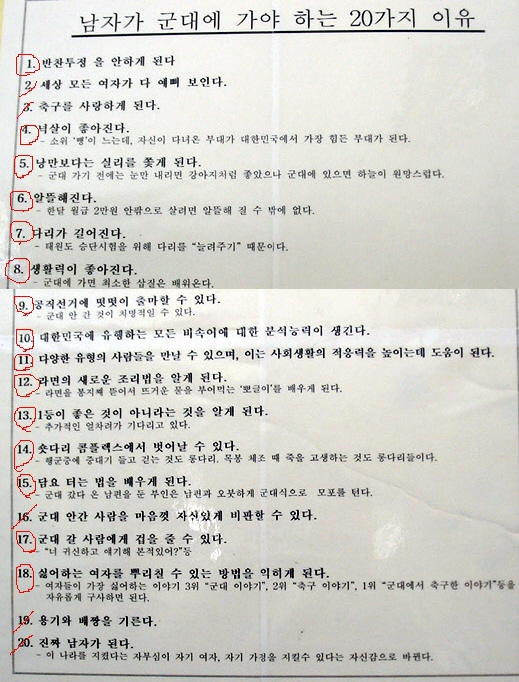 남자가 군대에 가야 하는 20가지 이유
1. 반찬투정 을 안하게 된다
2. 세상 모든 여자가 다 예뻐 보인다.
3. 축구를 사랑하게 된다.
4. 넉살이 좋아진다.
- 소위 '뻥'이 느는데, 자신이 다녀온 부대가 대한민국에서 가장 힘든 부대가 된다.
5. 낭만보다는 실리를 쫓게 된다.
- 군대 가기 전에는 눈만 내리면 강아지처럼 좋았으나 군대에 있으면 하늘이 원망스럽다.
6. 알뜰해진다.
- 한달 월급 2만원 안팎으로 살려면 알뜰해 질 수 밖에 없다.
7. 다리가 길어진다.
- 태권도 승단시험을 위해 다리를 "늘려주기" 때문이다.
8. 생활력이 좋아진다.
- 군대에 가면 최소한 삽질은 배워온다.
9. 공직선거에 떳떳이 출마할 수 있다.
- 군대 안 간 것이 치명적일 수 있다.
10. 대한민국에 유행하는 모든 비속어에 대한 분석능력이 생긴다.
11. 다양한 유형의 사람들을 만날 수 있으며, 이는 사회생활의 적응력을 높이는데 도움이 된다.
12. 라면의 새로운 조리법을 알게 된다.
- 라면을 봉지째 뜯어서 뜨거운 물을 부어먹는 '뽀글이'를 배우게 된다.
13. 1등이 좋은 것이 아니라는 것을 알게 된다.
- 추가적인 얼차려가 기다리고 있다.
14. 숏다리 콤플렉스에서 벗어날 수 있다.
- 행군중에 중대기 들고 걷는 것도 롱다리. 목봉 체조 때 죽을 고생하는 것도 롱다리들이다.
15. 담요 터는 법을 배우게 된다.
- 군대 갔다 온 남편을 둔 부인은 남편과 오붓하게 군대식으로 모포를 턴다.
16. 군대 안간 사람을 마음껏 자신있게 비판할 수 있다.
17. 군대 갈 사람에게 겁을 줄 수 있다.
- "너 귀신하고 얘기해 본적있어?"등
18. 싫어하는 여자를 뿌리칠 수 있는 방법을 익히게 된다.
- 여자들이 가장 싫어하는 이야기 3위 "군대 이야기", 2위 "축구 이야기", 1위 "군대에서 축구한 이야기"등을
자유롭게 구사하면 된다.
19. 용기와 배짱을 기른다.
20. 진짜 남자가 된다.
- 이 나라를 지켰다는 자부심이 자기 여자, 자기 가정을 지킬수 있다는 자신감으로 바뀐다.